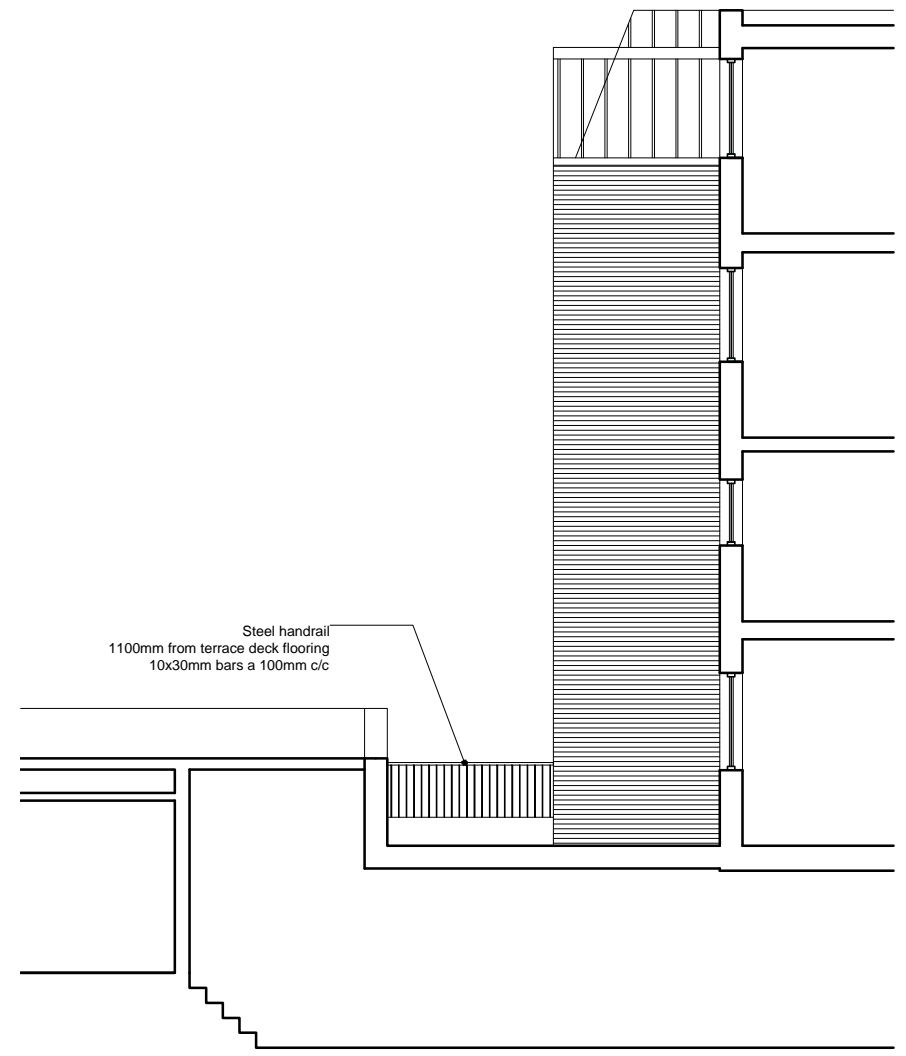 Steel handrail
1100mm from terrace deck flooring
10x30mm bars a 100mm c/c